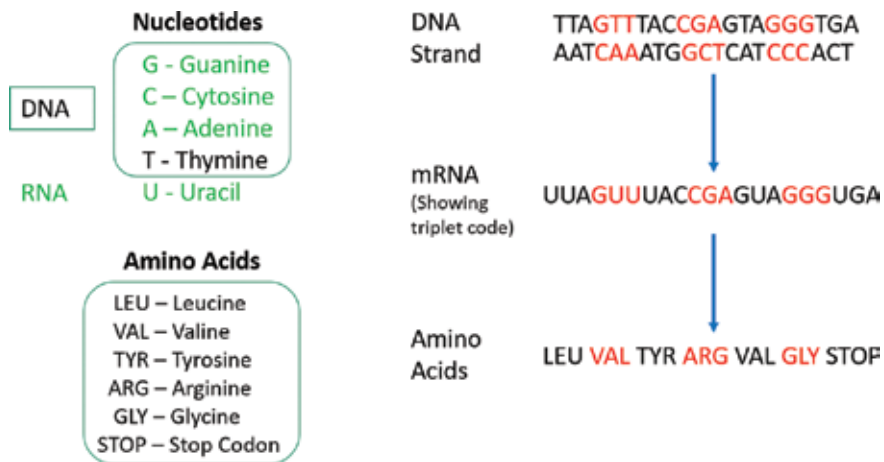 Nucleotides
G - Guanine
C – Cytosine
A – Adenine
T - Thymine
U - Uracil
DNA
RNA
Amino Acids
LEU – Leucine
VAL – Valine
TYR – Tyrosine
ARG – Arginine
GLY – Glycine
STOP – Stop Codon
DNA
Strand
TTAGTTTACCGAGTAGGGTGA
AATCAAATGGCTCATCCCACT
mRNA
(Showing
triplet code)
UUAGUUUACCGAGUAGGGUGA
Amino
Acids
LEU VAL TYR ARG VAL GLY STOP